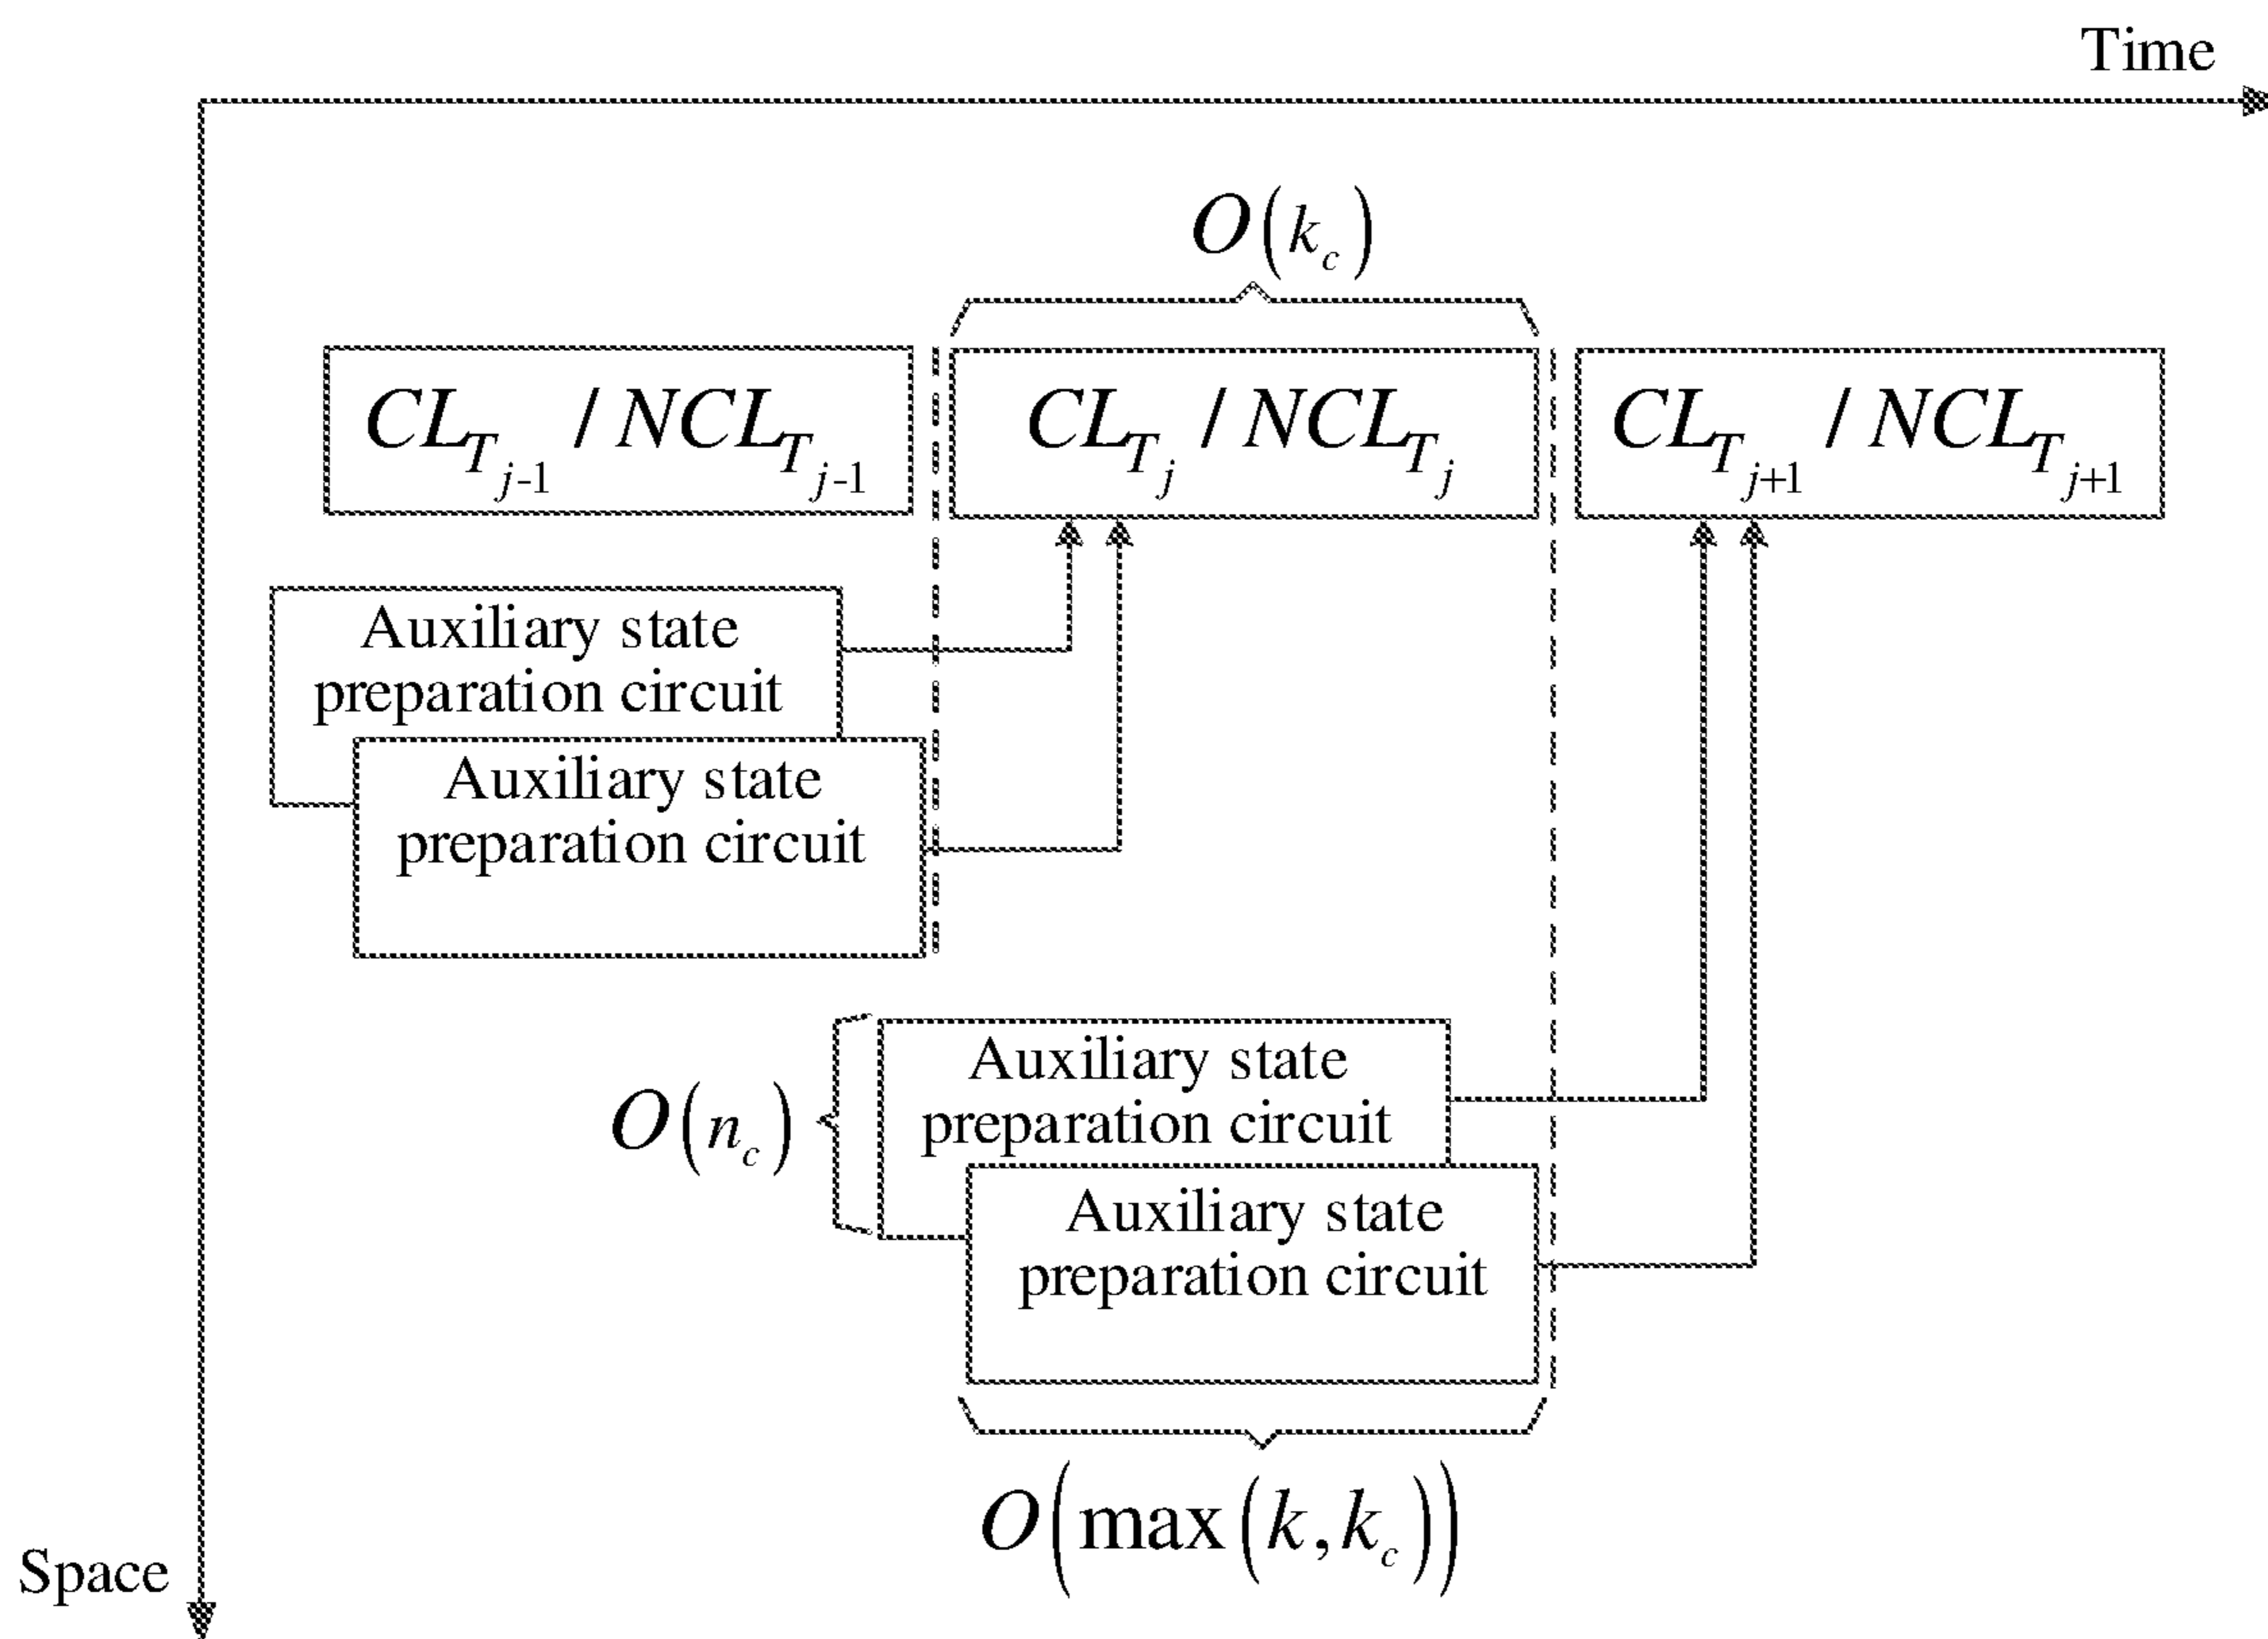 Time
O(k_c)
CL_{T_{j-1}} / NCL_{T_{j-1}}
CL_{T_j} / NCL_{T_j}
CL_{T_{j+1}} / NCL_{T_{j+1}}
Auxiliary state
preparation circuit
Auxiliary state
preparation circuit
O(n_c)
Auxiliary state
preparation circuit
Auxiliary state
preparation circuit
O(max(k,k_c))
Space